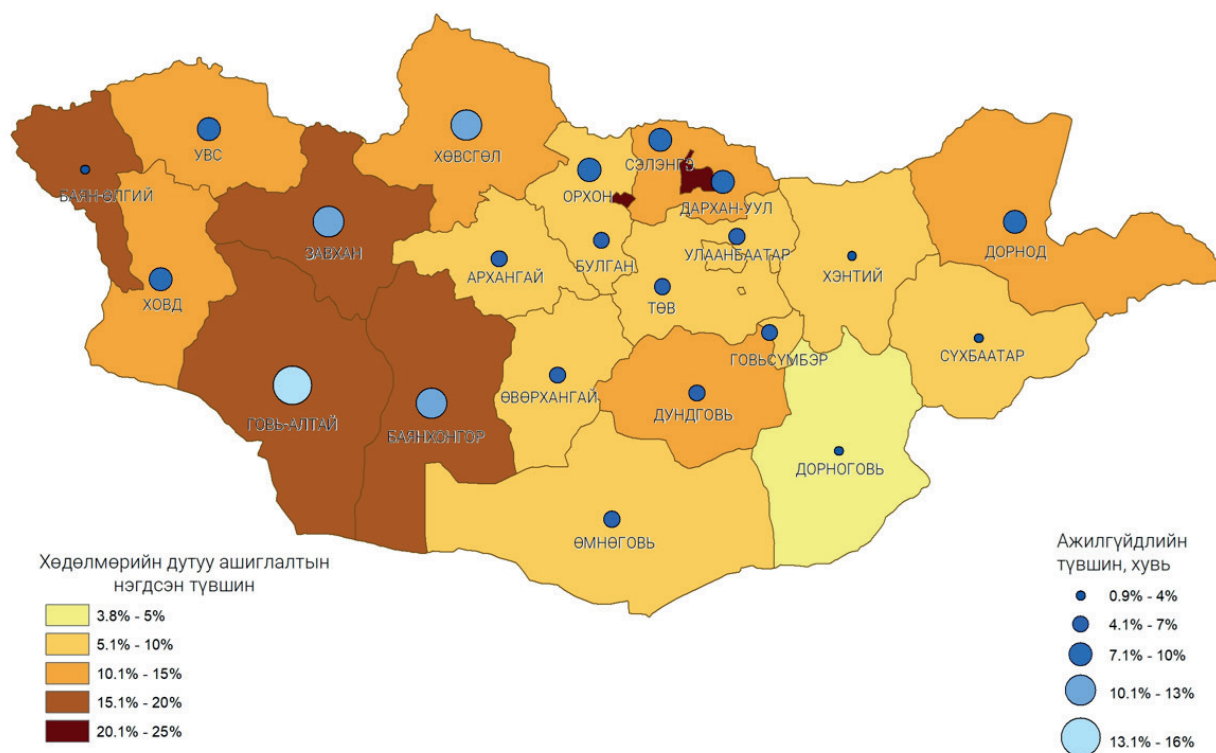 УВС
ХӨВСГӨЛ
СЭЛЭНГЭ
БАЯН-ӨЛГИЙ
ОРХОН
ДАРХАН-УУЛ
ЗАВХАН
АРХАНГАЙ
БУЛГАН
УЛААНБААТАР
ХЭНТИЙ
ДОРНОД
ХОВД
ТӨВ
ГОВЬСҮМБЭР
СҮХБААТАР
ГОВЬ-АЛТАЙ
БАЯНХОНГОР
ӨВӨРХАНГАЙ
ДУНДГОВЬ
ДОРНОГОВЬ
ӨМНӨГОВЬ
Хөдөлмөрийн дутуу ашиглалтын
нэгдсэн түвшин
3.8% - 5%
5.1% - 10%
10.1% - 15%
15.1% - 20%
20.1% - 25%
Ажилгүйдлийн
түвшин, хувь
0.9% - 4%
4.1% - 7%
7.1% - 10%
10.1% - 13%
13.1% - 16%